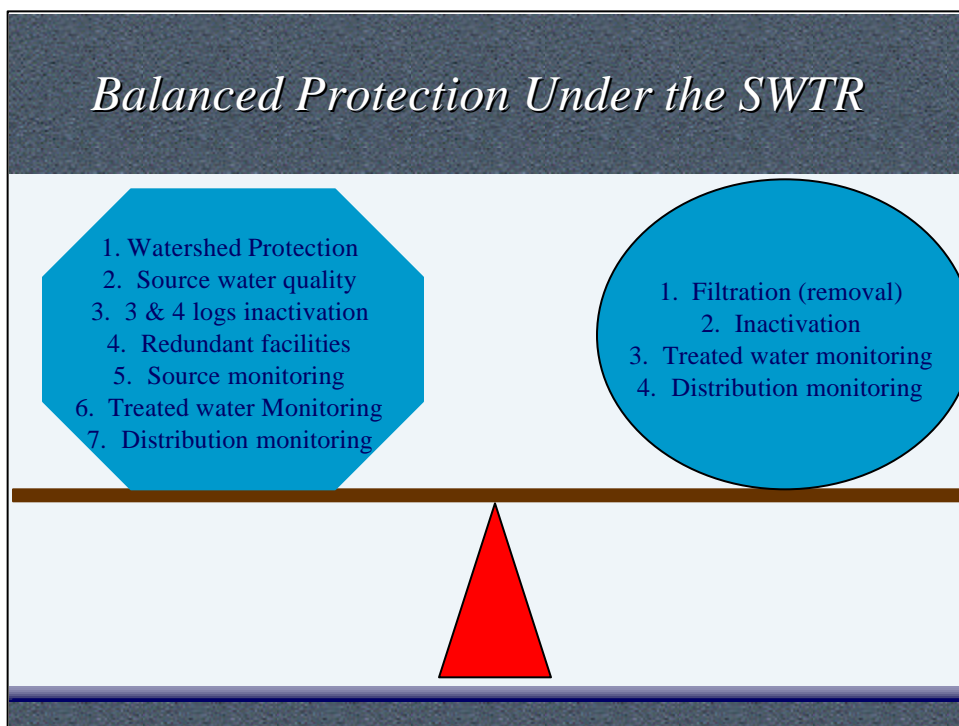 Balanced Protection Under the SWTR
1. Watershed Protection
2. Source water quality
3. 3 & 4 logs inactivation
4. Redundant facilities
5. Source monitoring
6. Treated water Monitoring
7. Distribution monitoring
1. Filtration (removal)
2. Inactivation
3. Treated water monitoring
4. Distribution monitoring